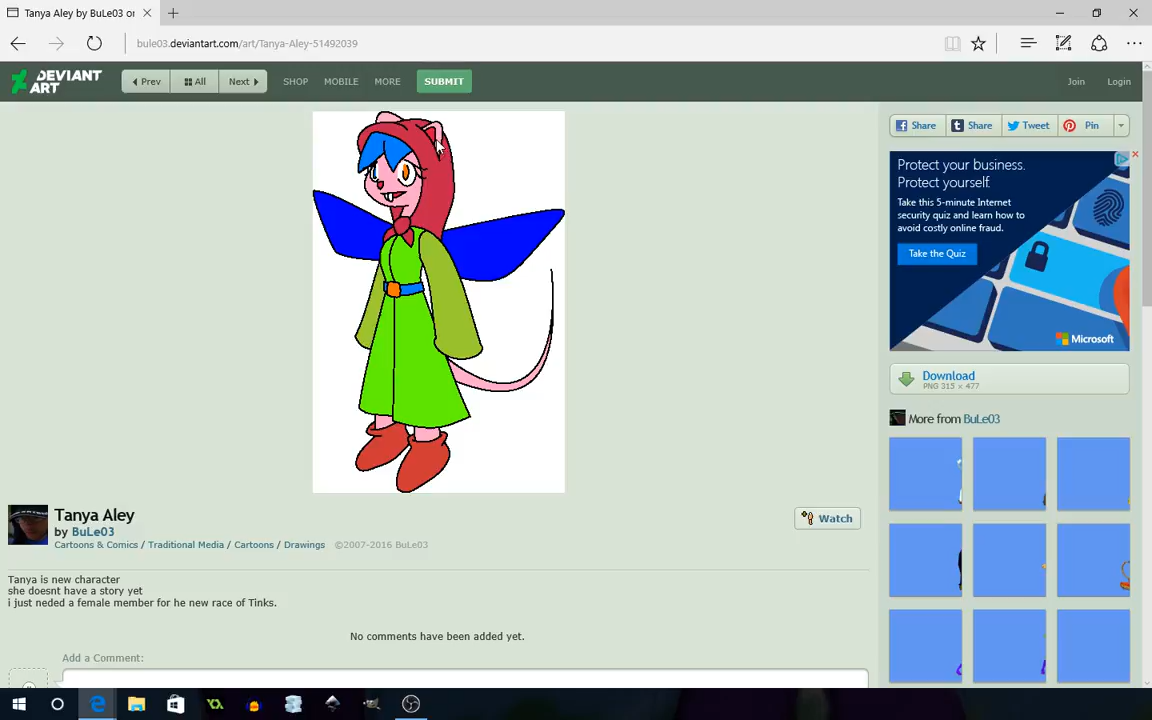 Tanya Aley by BuLe03 on
bule03.deviantart.com/art/Tanya-Aley-51492039
DEVIANT
ART
Prev
All
Next
SHOP
MOBILE
MORE
SUBMIT
Join
Login
Share
Share
Tweet
Pin
Protect your business.
Protect yourself.
Take this 5-minute Internet
security quiz and learn how to
avoid costly online fraud.
Take the Quiz
Microsoft
Download
PNG 315 × 477
More from BuLe03
Tanya Aley
by BuLe03
Cartoons & Comics / Traditional Media / Cartoons / Drawings ©2007-2016 BuLe03
Watch
Tanya is new character
she doesnt have a story yet
i just neded a female member for he new race of Tinks.
No comments have been added yet.
Add a Comment: